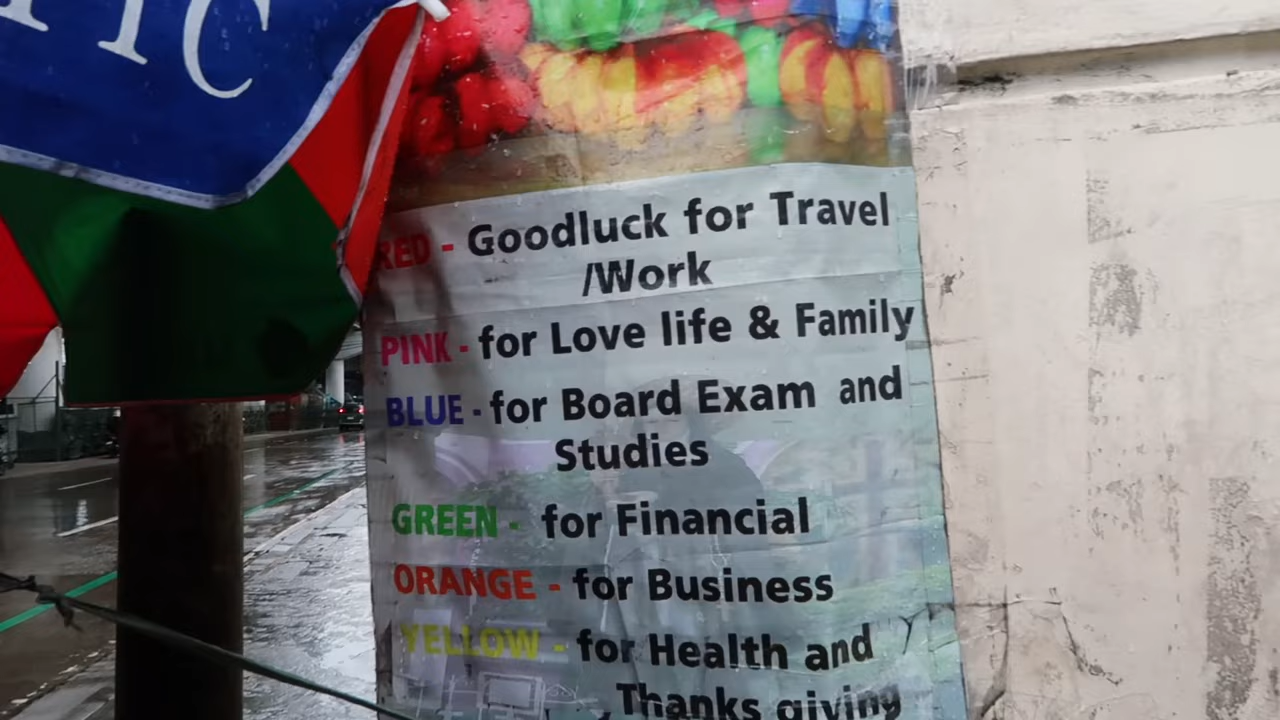 RED - Goodluck for Travel
/Work
PINK - for Love life & Family
BLUE - for Board Exam and
Studies
GREEN - for Financial
ORANGE - for Business
YELLOW - for Health and
Thanks giving